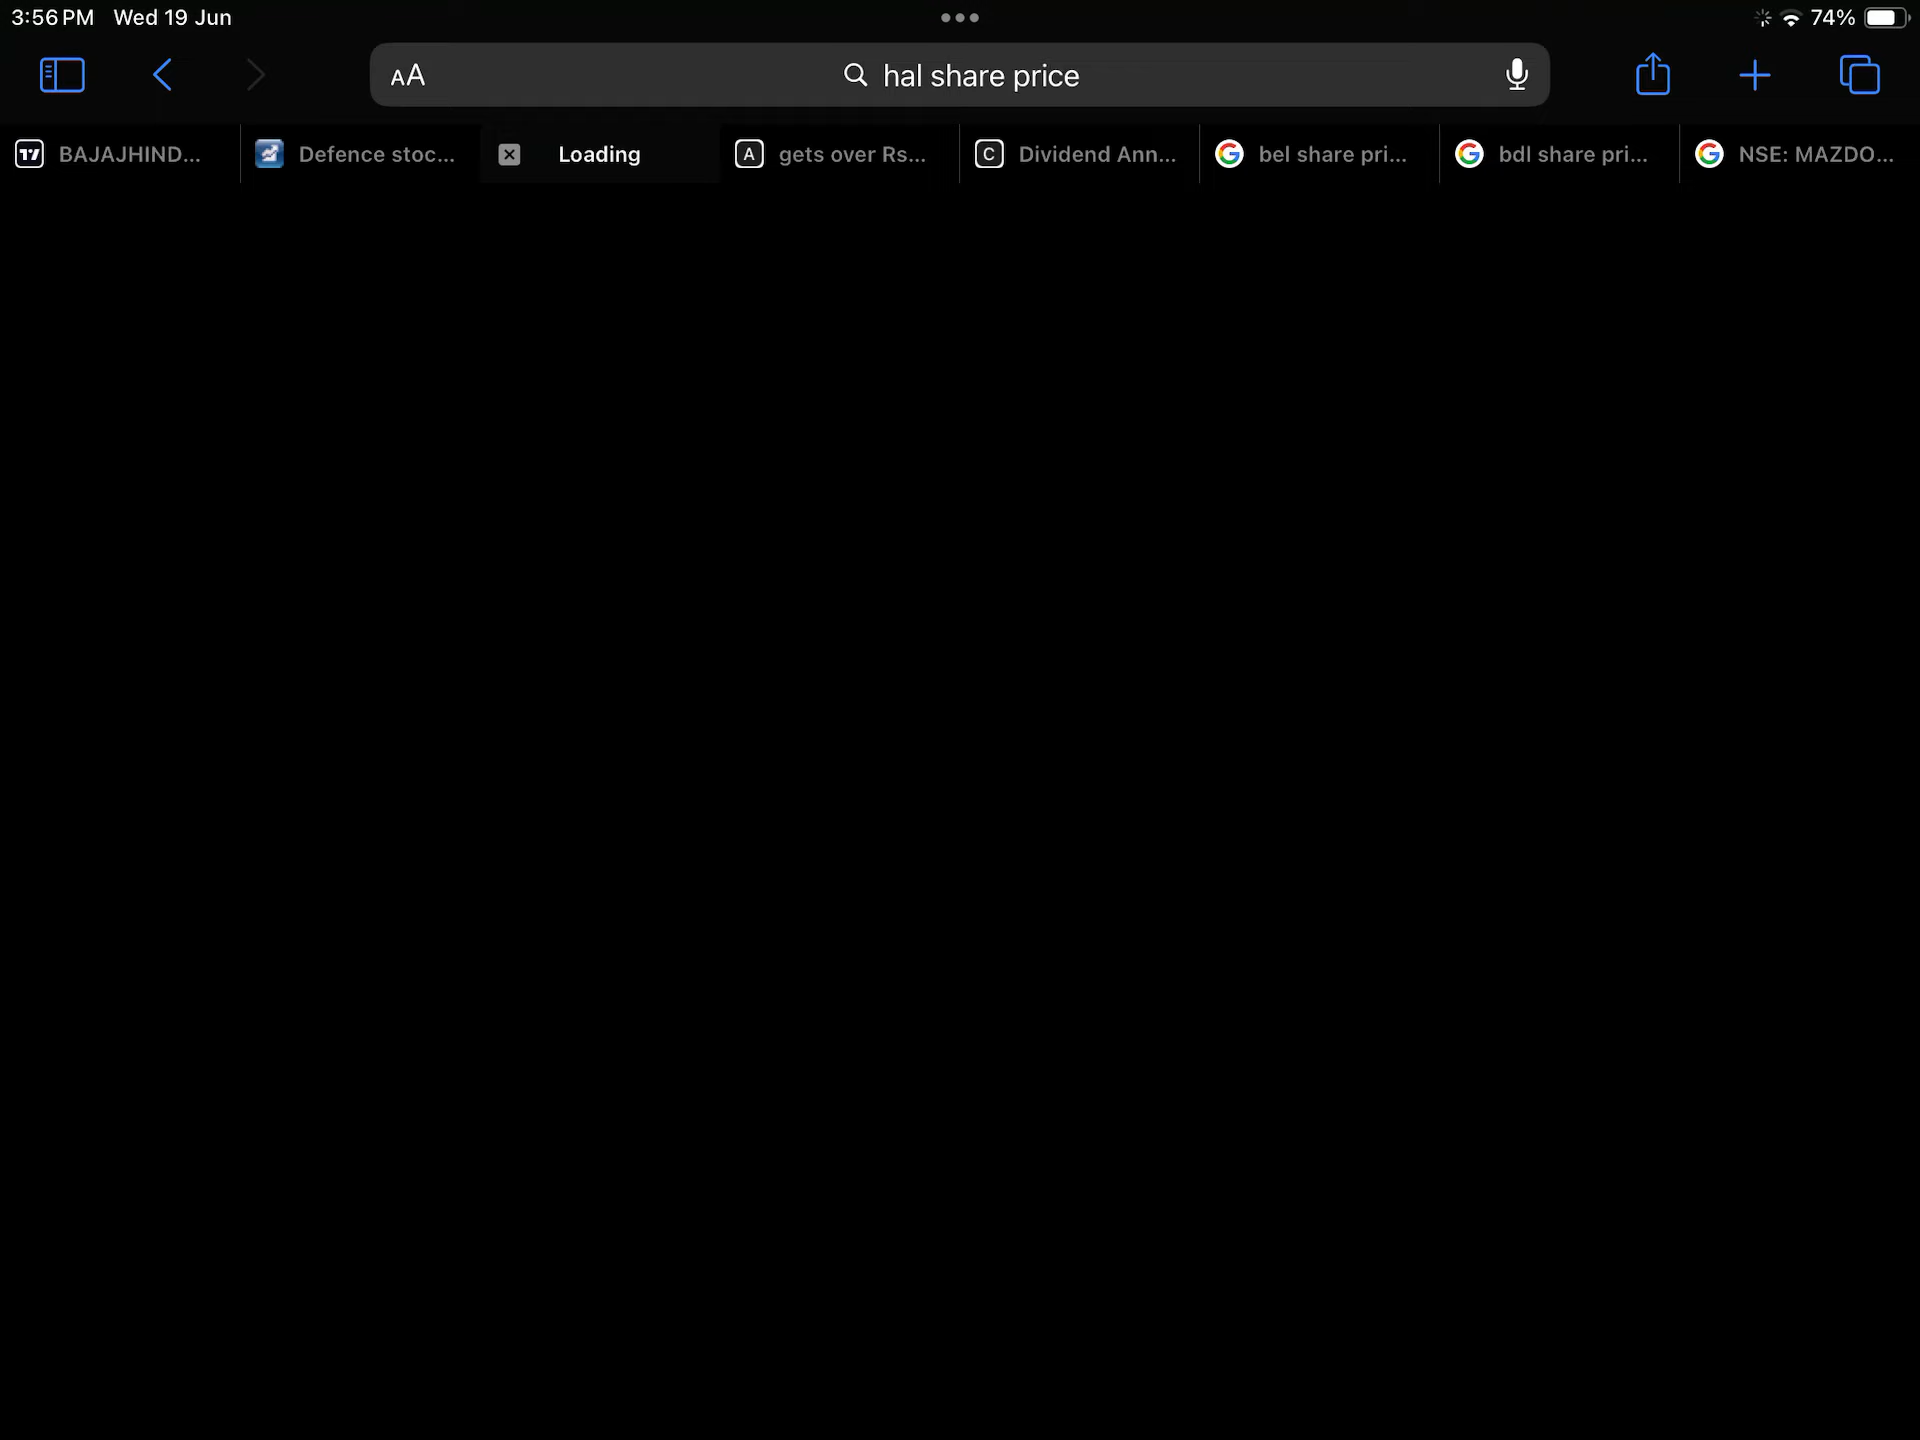 3:56 PM Wed 19 Jun 74%
AA hal share price
BAJAJHIND... Defence stoc... Loading A gets over Rs... C Dividend Ann... G bel share pri... G bdl share pri... G NSE: MAZDO...